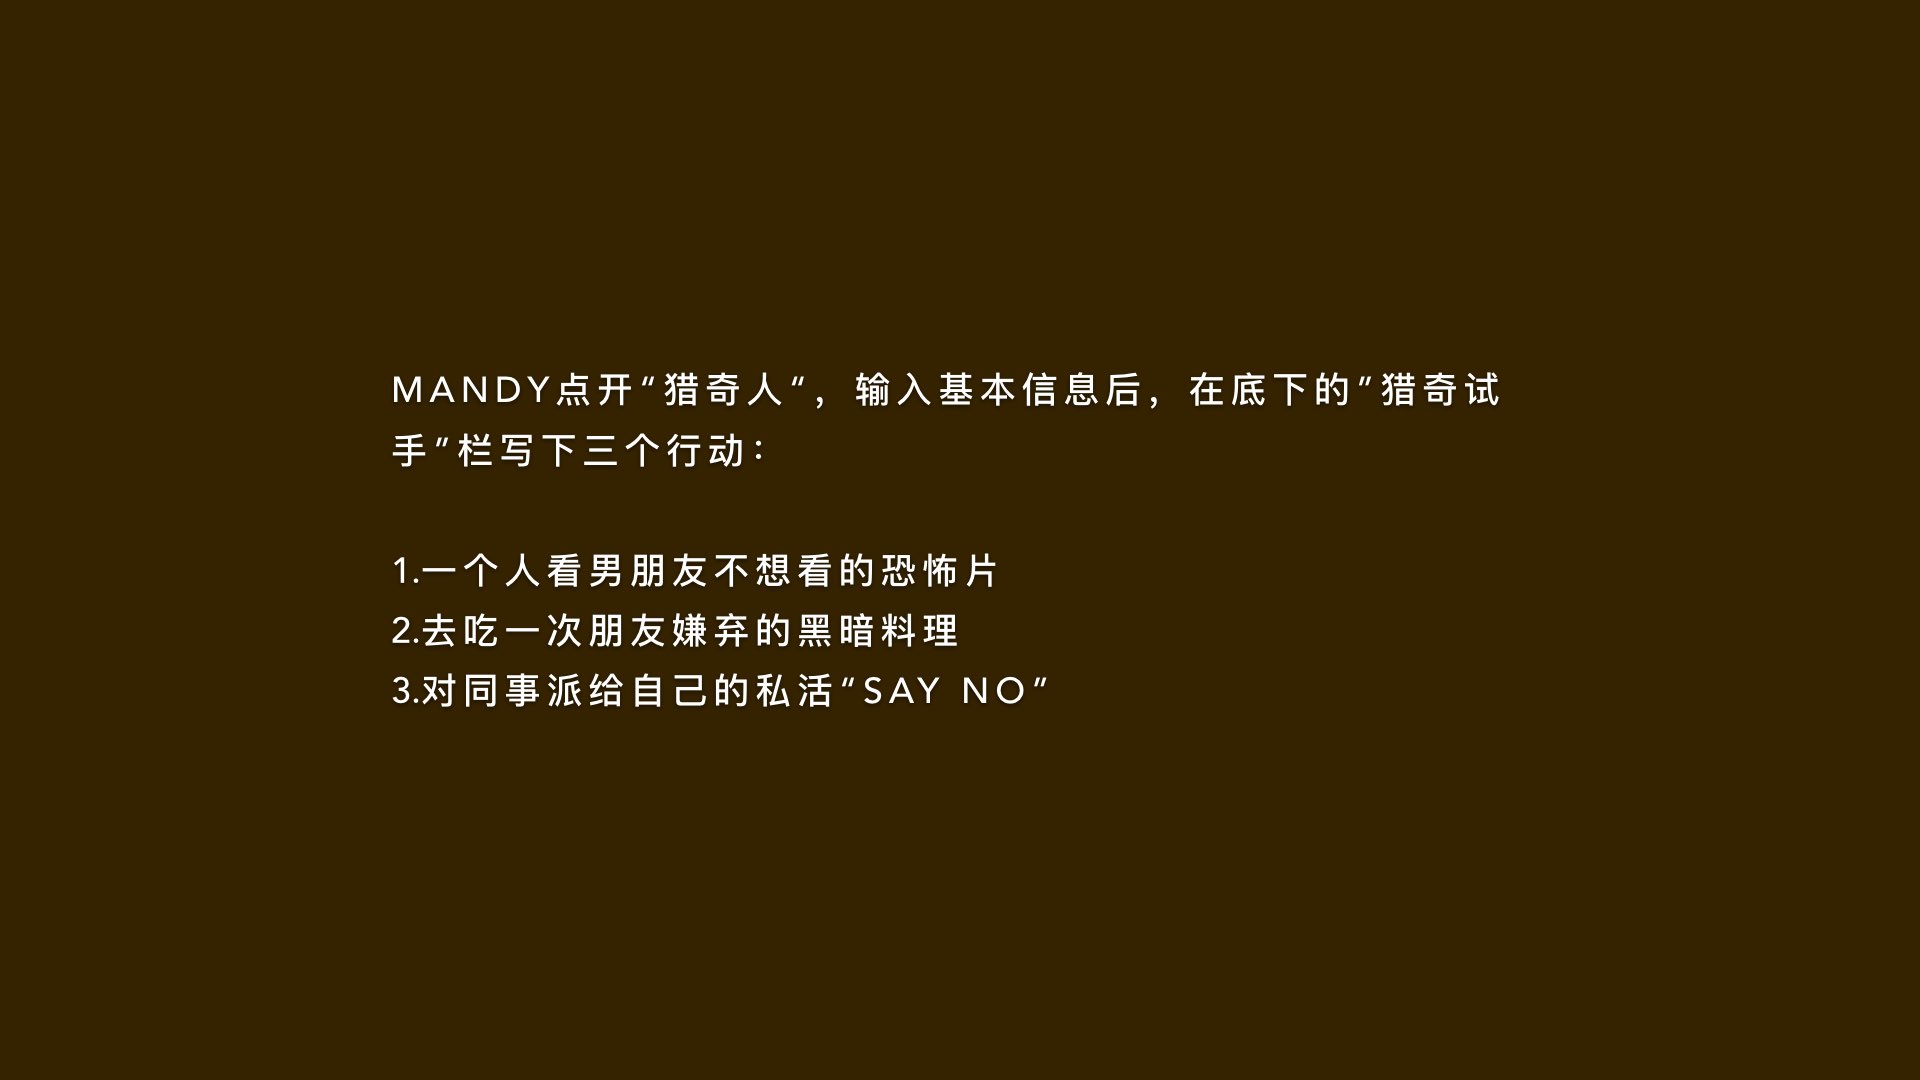 MANDY点开“猎奇人“，输入基本信息后，在底下的”猎奇试
手”栏写下三个行动：
1.一个人看男朋友不想看的恐怖片
2.去吃一次朋友嫌弃的黑暗料理
3.对同事派给自己的私活“SAY NO”